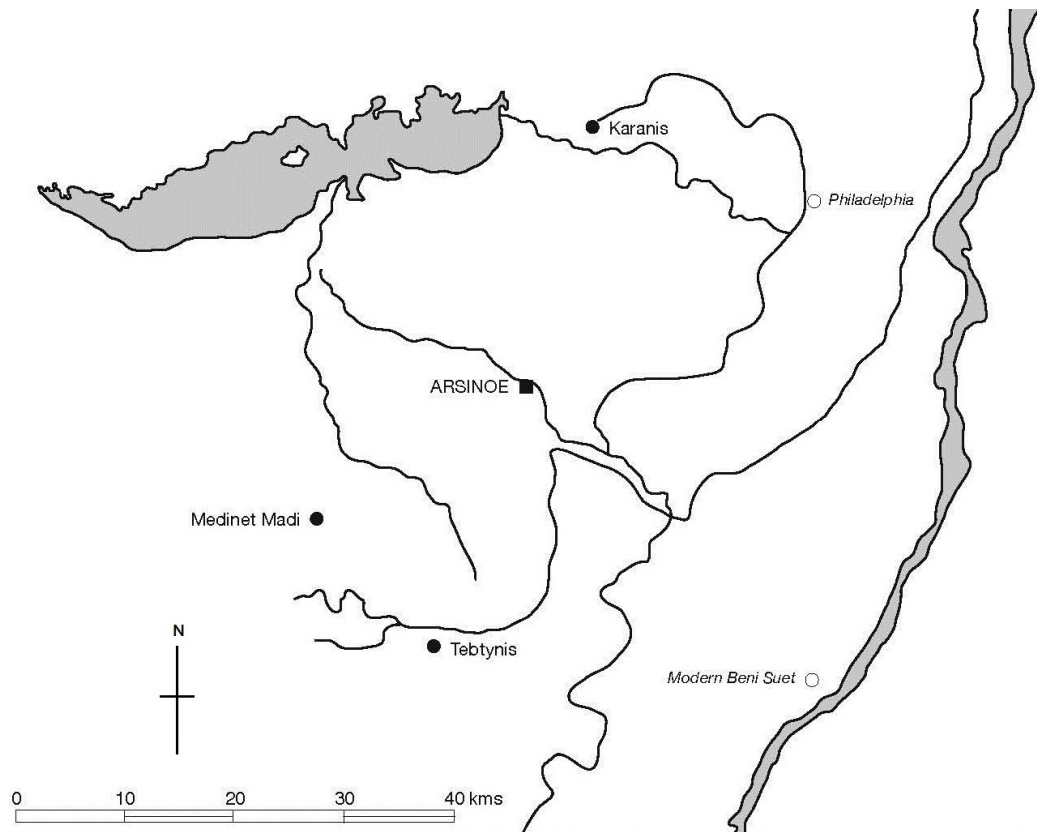 Karanis
Philadelphia
ARSINOE
Medinet Madi
N
Tebtynis
Modern Beni Suet
0 10 20 30 40 kms